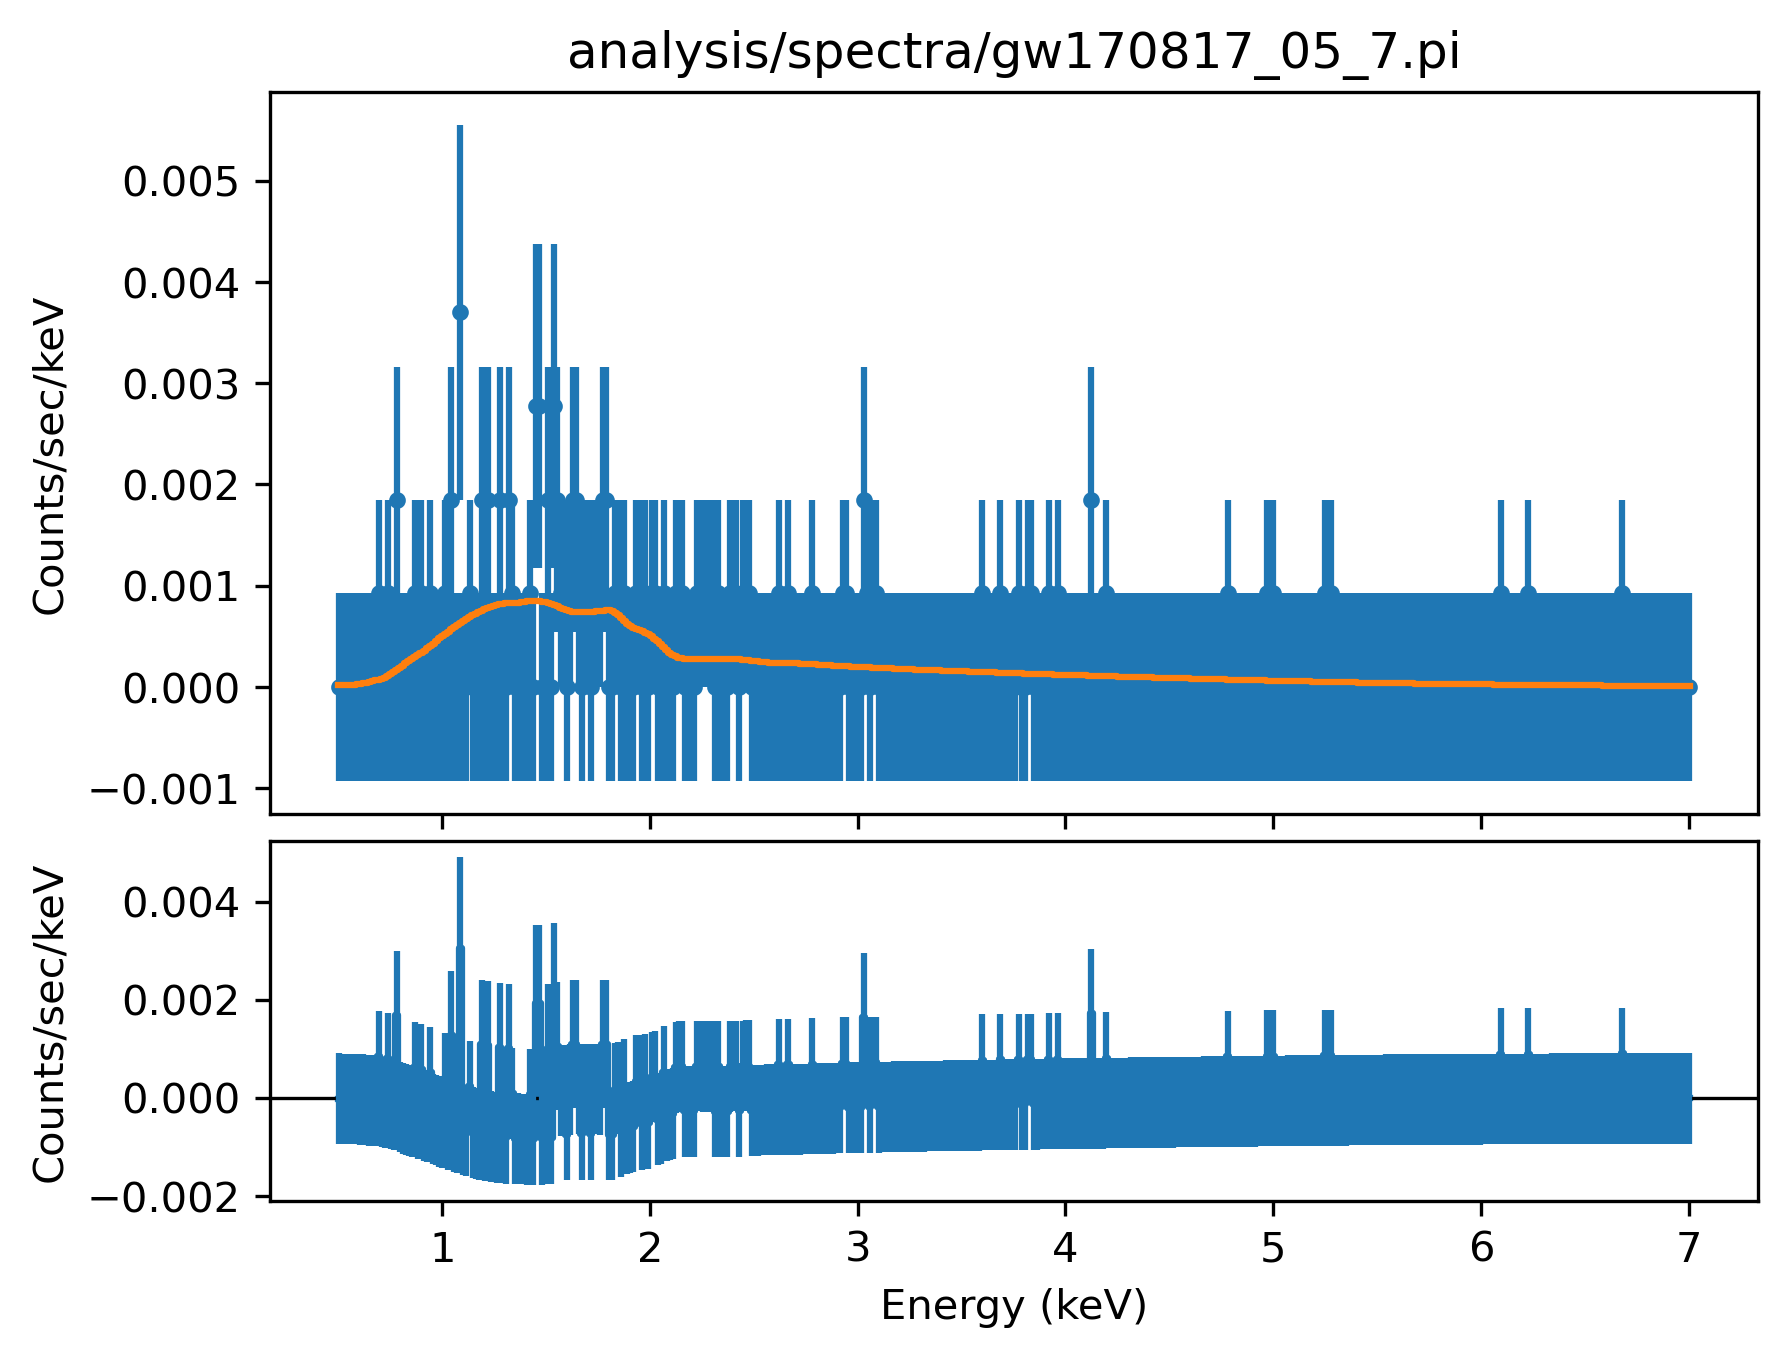 analysis/spectra/gw170817_05_7.pi
Counts/sec/keV
0.005
0.004
0.003
0.002
0.001
0.000
−0.001
Counts/sec/keV
0.004
0.002
0.000
−0.002
1 2 3 4 5 6 7
Energy (keV)